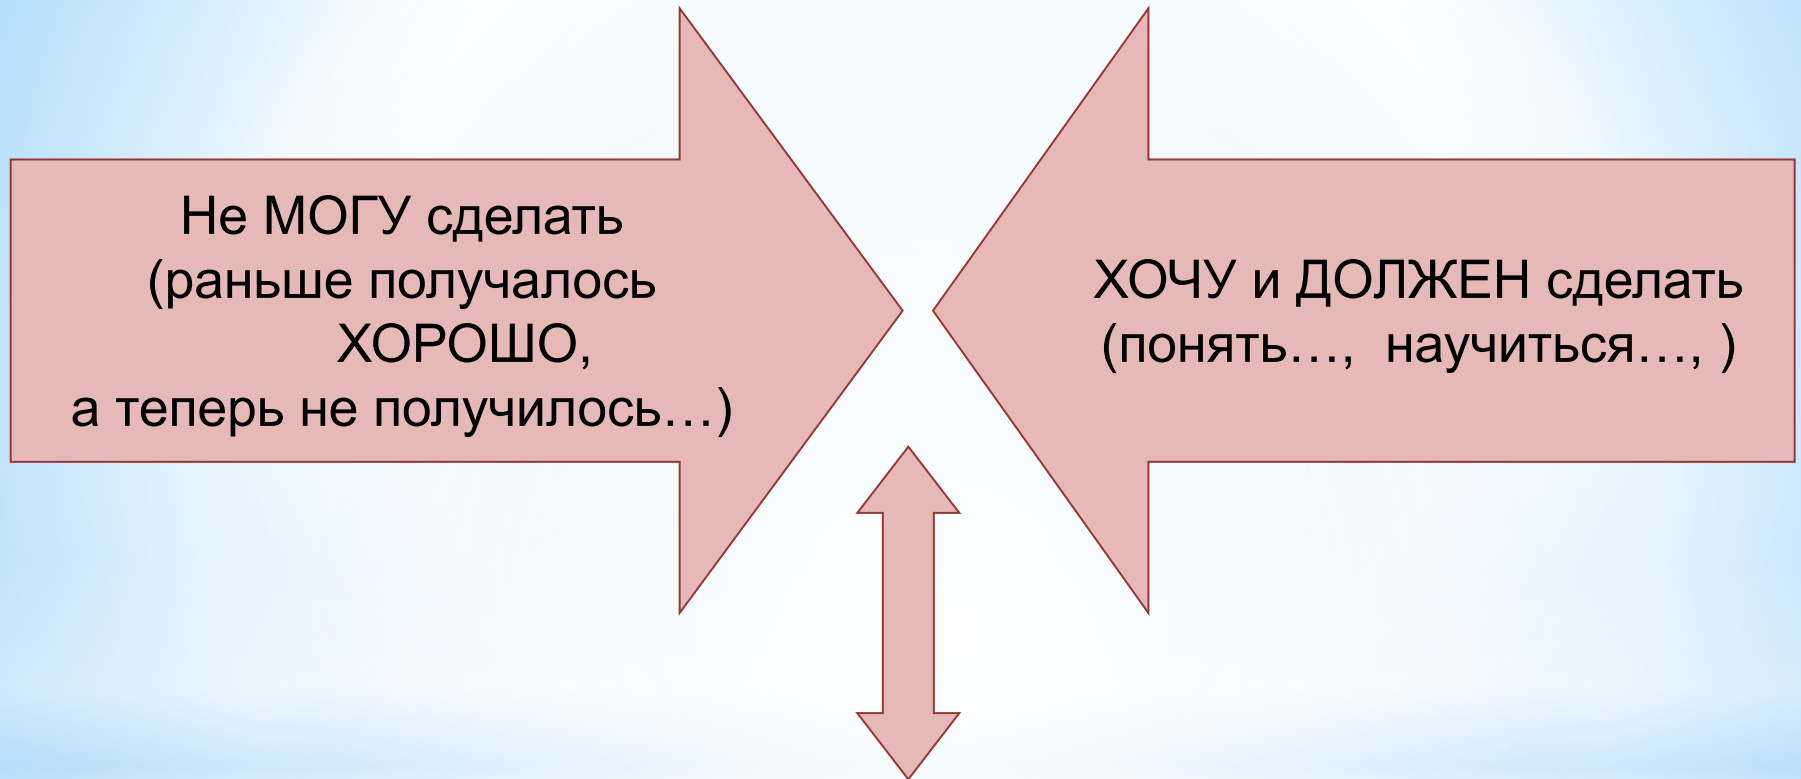 Не МОГУ сделать
(раньше получалось
ХОРОШО,
а теперь не получилось…)
ХОЧУ и ДОЛЖЕН сделать
(понять…, научиться…, )